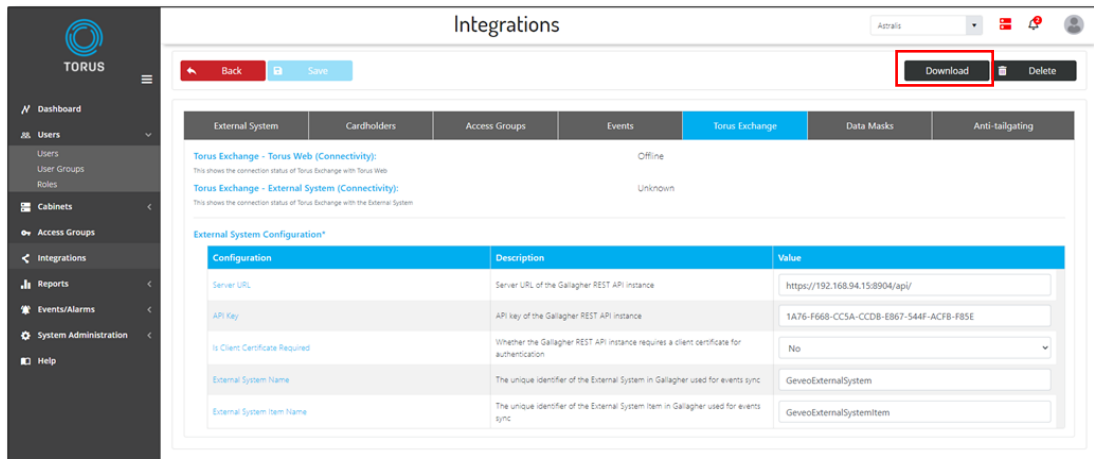 Integrations
Astralis
2
TORUS
Back
Save
Download
Delete
Dashboard
Users
Users
User Groups
Roles
Cabinets
Access Groups
Integrations
Reports
Events/Alarms
System Administration
Help
External System Cardholders Access Groups Events Torus Exchange Data Masks Anti-tailgating
Torus Exchange - Torus Web (Connectivity): Offline
This shows the connection status of Torus Exchange with Torus Web
Torus Exchange - External System (Connectivity): Unknown
This shows the connection status of Torus Exchange with the External System
External System Configuration*
Configuration Description Value
Server URL Server URL of the Gallagher REST API instance https://192.168.94.15:8904/api/
API Key API key of the Gallagher REST API instance 1A76-F668-CC5A-CCDB-E867-544F-ACFB-F85E
Is Client Certificate Required Whether the Gallagher REST API instance requires a client certificate for No
authentication
External System Name The unique identifier of the External System in Gallagher used for events sync GeveoExternalSystem
External System Item Name The unique identifier of the External System Item in Gallagher used for events GeveoExternalSystemItem
sync